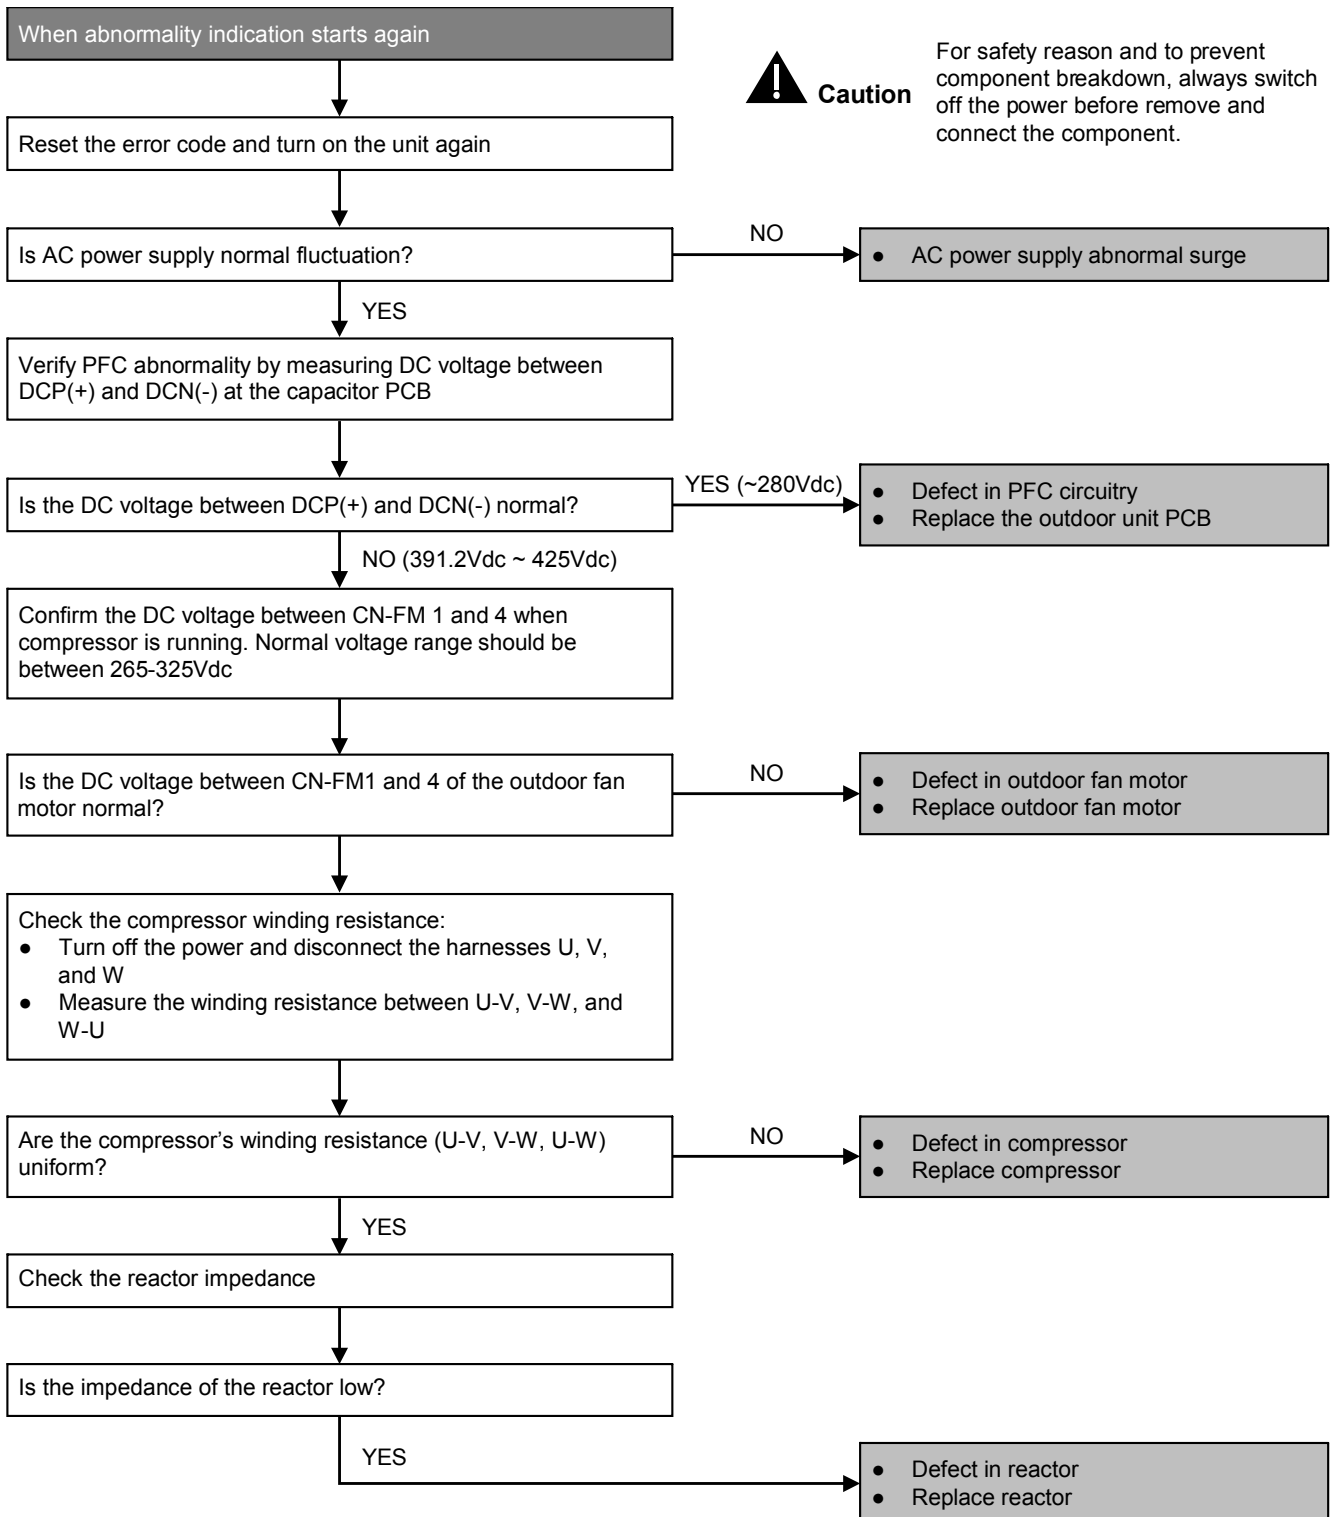 When abnormality indication starts again
For safety reason and to prevent
component breakdown, always switch
off the power before remove and
connect the component.
Caution
Reset the error code and turn on the unit again
Is AC power supply normal fluctuation?
NO
● AC power supply abnormal surge
YES
Verify PFC abnormality by measuring DC voltage between
DCP(+) and DCN(-) at the capacitor PCB
Is the DC voltage between DCP(+) and DCN(-) normal?
YES (~280Vdc)
● Defect in PFC circuitry
● Replace the outdoor unit PCB
NO (391.2Vdc ~ 425Vdc)
Confirm the DC voltage between CN-FM 1 and 4 when
compressor is running. Normal voltage range should be
between 265-325Vdc
Is the DC voltage between CN-FM1 and 4 of the outdoor fan
motor normal?
NO
● Defect in outdoor fan motor
● Replace outdoor fan motor
Check the compressor winding resistance:
● Turn off the power and disconnect the harnesses U, V,
and W
● Measure the winding resistance between U-V, V-W, and
W-U
Are the compressor’s winding resistance (U-V, V-W, U-W)
uniform?
NO
● Defect in compressor
● Replace compressor
YES
Check the reactor impedance
Is the impedance of the reactor low?
YES
● Defect in reactor
● Replace reactor